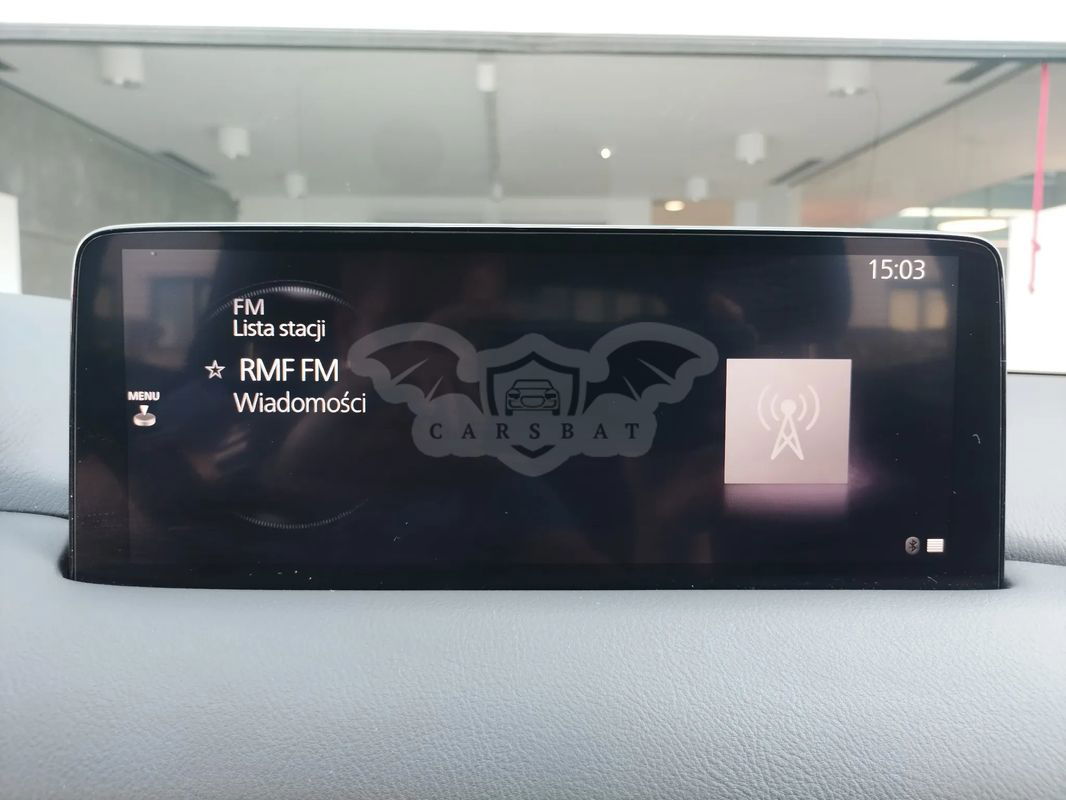 15:03
FM
Lista stacji
☆ RMF FM
Wiadomości
MENU
CARSBAT